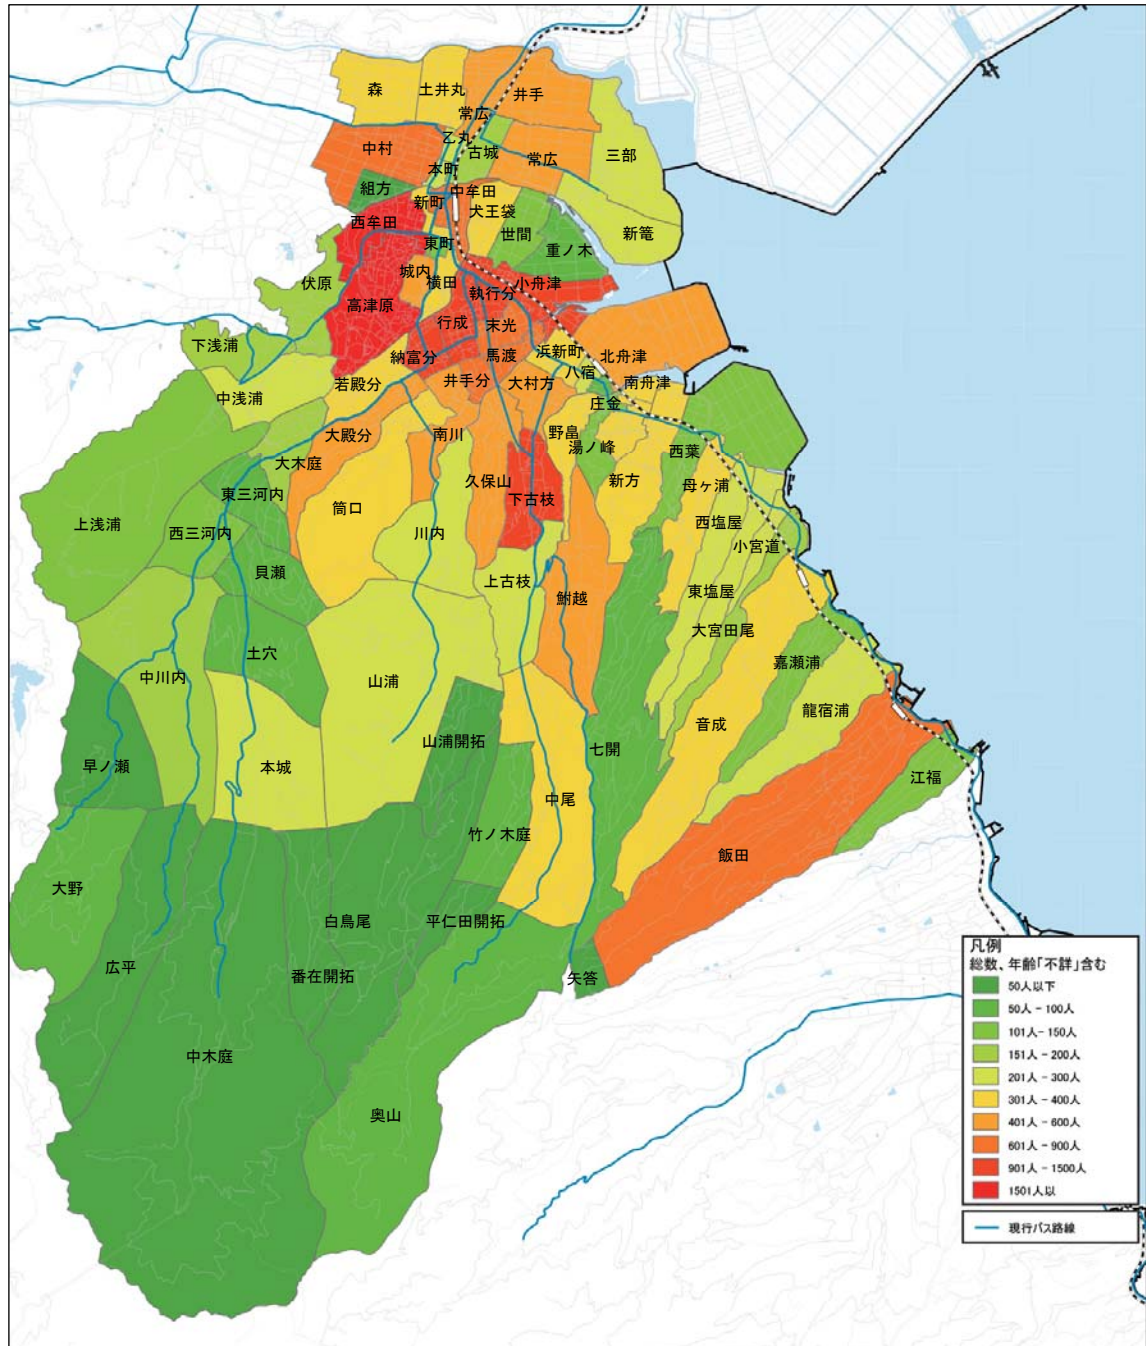 森
土井丸
井手
常広
乙丸
古城
三部
中村
本町
常広
組方
中牟田
新町
犬王袋
西牟田
世間
新篭
東町
重ノ木
城内
伏原
横田
小舟津
執行分
高津原
行成
末光
浜新町
下浅浦
納富分
馬渡
北舟津
八宿
若殿分
井手分
大村方
南舟津
中浅浦
庄金
大殿分
南川
野畠
湯ノ峰
西葉
大木庭
久保山
新方
母ヶ浦
東三河内
筒口
下古枝
上浅浦
西三河内
川内
西塩屋
小宮道
貝瀬
上古枝
鮒越
東塩屋
大宮田尾
土穴
嘉瀬浦
中川内
山浦
龍宿浦
音成
山浦開拓
七開
早ノ瀬
本城
江福
中尾
竹ノ木庭
飯田
大野
白鳥尾
平仁田開拓
広平
番在開拓
矢答
中木庭
奥山
凡例
総数、年齢「不詳」含む
50人以下
50人 - 100人
101人 - 150人
151人 - 200人
201人 - 300人
301人 - 400人
401人 - 600人
601人 - 900人
901人 - 1500人
1501人以
現行バス路線